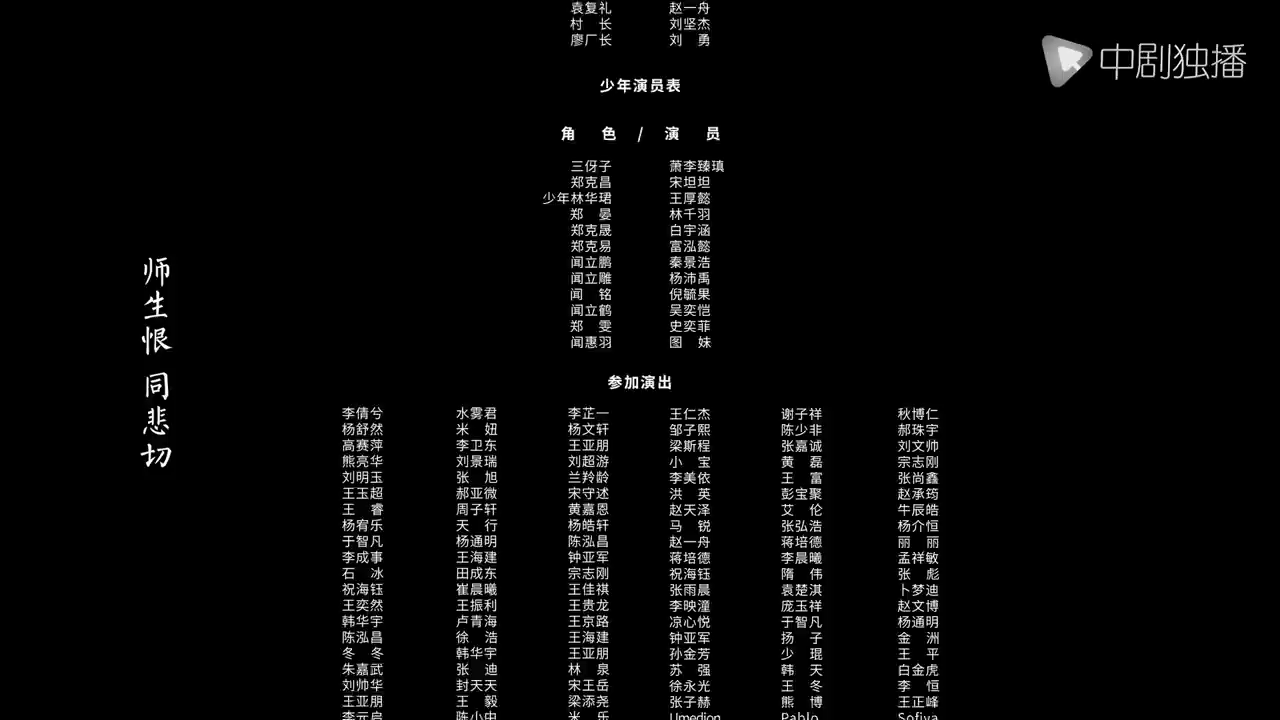 袁复礼 赵一舟
村 长 刘坚杰
廖厂长 刘 勇
中剧独播
少年演员表
角 色 / 演 员
三伢子 萧李臻瑱
郑克昌 宋坦坦
少年林华珺 王厚懿
郑 晏 林千羽
郑克晟 白宇涵
郑克易 富泓懿
闻立鹏 秦景浩
闻立雕 杨沛禹
闻 铭 倪毓果
闻立鹤 吴奕恺
郑 雯 史奕菲
闻惠羽 图 妹
师生恨 同悲切
参加演出
李倩兮 水雾君 李芷一 王仁杰 谢子祥 秋博仁
杨舒然 米 妞 杨文轩 邹子熙 陈少非 郝珠宇
高赛萍 李卫东 王亚朋 梁斯程 张嘉诚 刘文帅
熊亮华 刘景瑞 刘超游 小 宝 黄 磊 宗志刚
刘明玉 张 旭 兰羚龄 李美依 王 富 张尚鑫
王玉超 郝亚微 宋守述 洪 英 彭宝聚 赵承筠
王 睿 周子轩 黄嘉恩 赵天泽 艾 伦 牛辰皓
杨宥乐 天 行 杨皓轩 马 锐 张弘浩 杨介恒
于智凡 杨通明 陈泓昌 赵一舟 蒋培德 丽 丽
李成事 王海建 钟亚军 蒋培德 李晨曦 孟祥敏
石 冰 田成东 宗志刚 祝海钰 隋 伟 张 彪
祝海钰 崔晨曦 王佳祺 张雨晨 袁楚淇 卜梦迪
王奕然 王振利 王贵龙 李映潼 庞玉祥 赵文博
韩华宇 卢青海 王京路 凉心悦 于智凡 杨通明
陈泓昌 徐 浩 王海建 钟亚军 扬 子 金 洲
冬 冬 韩华宇 王亚朋 孙金芳 少 琨 王 平
朱嘉武 张 迪 林 泉 苏 强 韩 天 白金虎
刘帅华 封天天 宋王岳 徐永光 王 冬 李 恒
王亚朋 王 毅 梁添尧 张子赫 熊 博 王正峰
李元启 陈小中 米 乐 Umedjon Pablo Sofiya